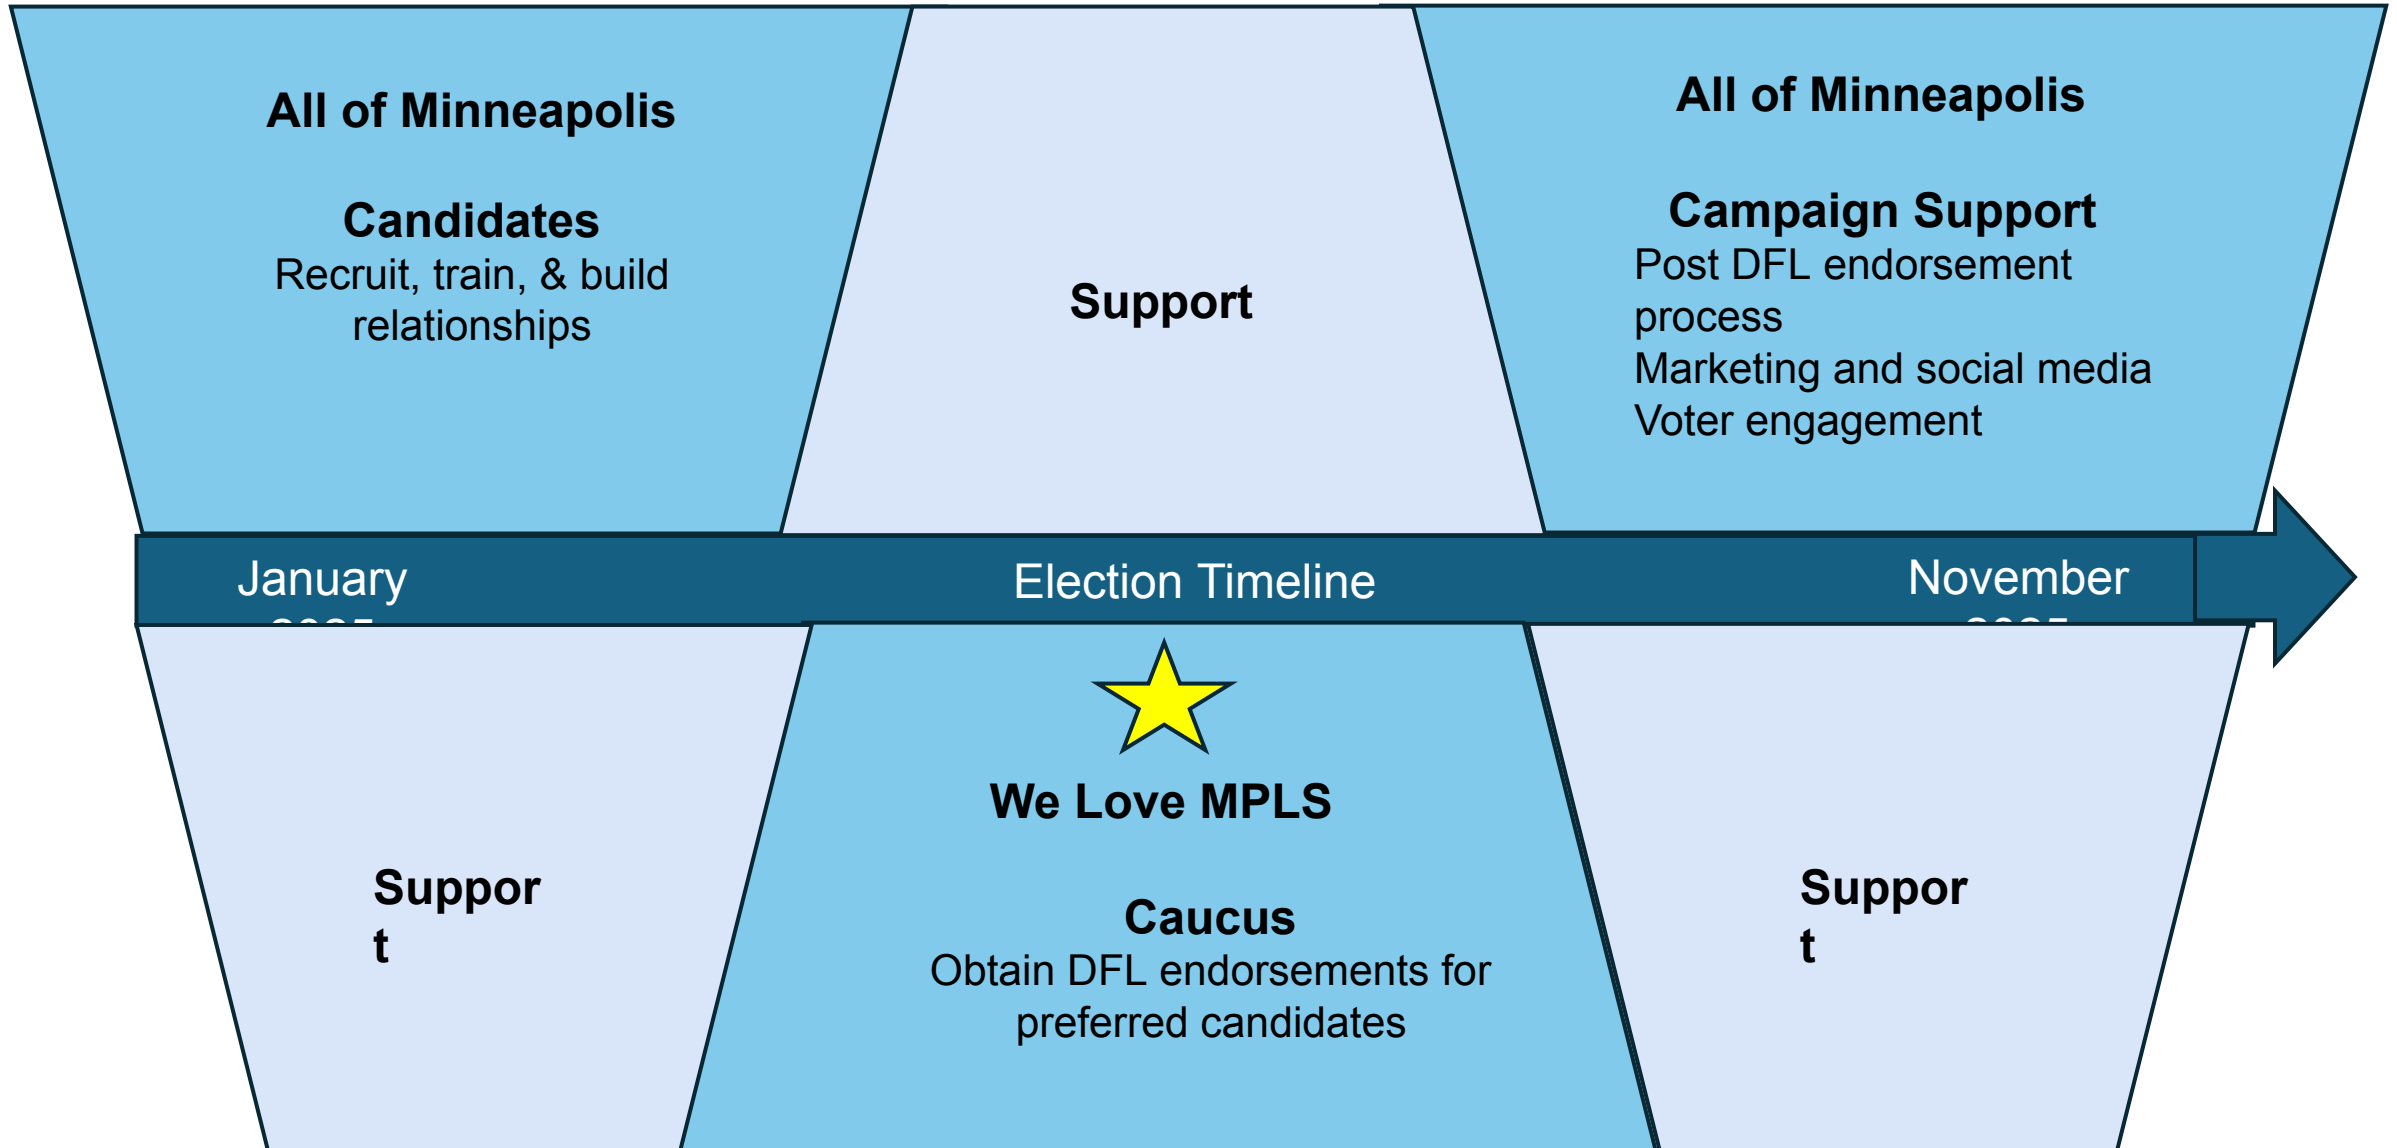 All of Minneapolis
Candidates
Recruit, train, & build
relationships
Support
All of Minneapolis
Campaign Support
Post DFL endorsement
process
Marketing and social media
Voter engagement
January
Election Timeline
November
Suppor
t
We Love MPLS
Caucus
Obtain DFL endorsements for
preferred candidates
Suppor
t